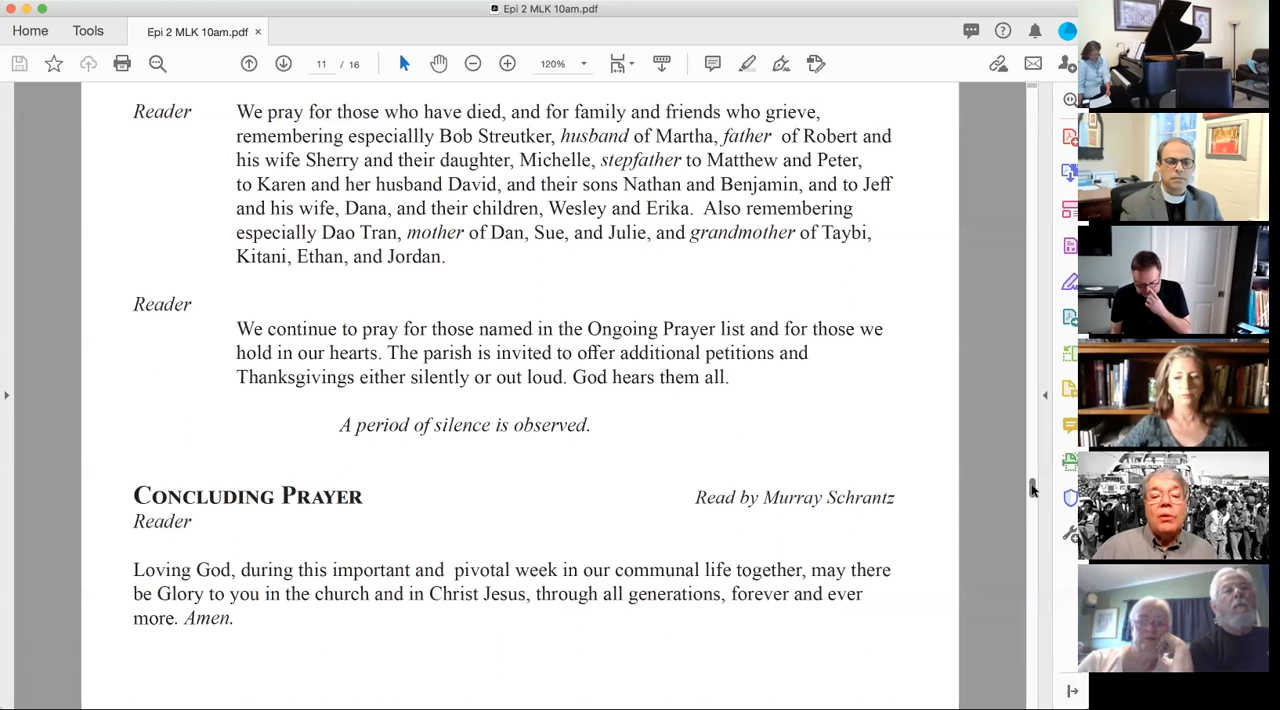 Epi 2 MLK 10am.pdf
Home Tools Epi 2 MLK 10am.pdf ×
11 / 16 120%
Reader We pray for those who have died, and for family and friends who grieve,
remembering especiallly Bob Streutker, husband of Martha, father of Robert and
his wife Sherry and their daughter, Michelle, stepfather to Matthew and Peter,
to Karen and her husband David, and their sons Nathan and Benjamin, and to Jeff
and his wife, Dana, and their children, Wesley and Erika. Also remembering
especially Dao Tran, mother of Dan, Sue, and Julie, and grandmother of Taybi,
Kitani, Ethan, and Jordan.
Reader
We continue to pray for those named in the Ongoing Prayer list and for those we
hold in our hearts. The parish is invited to offer additional petitions and
Thanksgivings either silently or out loud. God hears them all.
A period of silence is observed.
Concluding Prayer Read by Murray Schrantz
Reader
Loving God, during this important and pivotal week in our communal life together, may there
be Glory to you in the church and in Christ Jesus, through all generations, forever and ever
more. Amen.